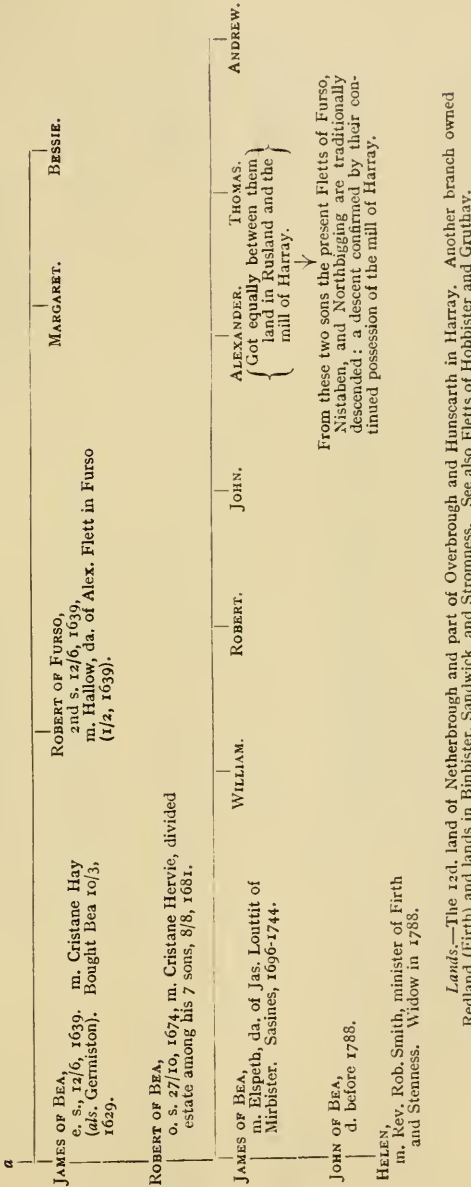 a
JAMES OF BEA,
e. s., 12/6, 1639. m. Cristane Hay
(als. Germiston). Bought Bea 10/3,
1629.
ROBERT OF FURSO,
2nd s. 12/6, 1639,
m. Hallow, da. of Alex. Flett in Furso
(1/2, 1639).
MARGARET.
BESSIE.
ROBERT OF BEA,
o. s. 27/10, 1674, m. Cristane Hervie, divided
estate among his 7 sons, 8/8, 1681.
JAMES OF BEA,
m. Elspetb, da. of Jas. Louttit of
Mirbister. Sasines, 1696-1744.
WILLIAM.
ROBERT.
JOHN.
ALEXANDER. THOMAS.
{Got equally between them}
land in Rusland and the
mill of Harray.
ANDREW.
From these two sons the present Fletts of Furso,
Nistaben, and Northbigging are traditionally
descended: a descent confirmed by their con-
tinued possession of the mill of Harray.
JOHN OF BEA,
d. before 1788.
HELEN,
m. Rev. Rob. Smith, minister of Firth
and Stenness. Widow in 1788.
Lands.—The 12d. land of Netherbrough and part of Overbrough and Hunscarth in Harray. Another branch owned
Redland (Firth) and lands in Binbister, Sandwick, and Stromness. See also Fletts of Hobbister and Gruthay.